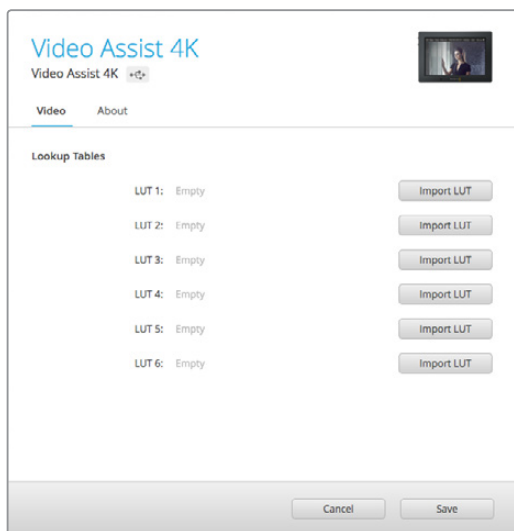 Video Assist 4K
Video Assist 4K
Video About
Lookup Tables
LUT 1: Empty Import LUT
LUT 2: Empty Import LUT
LUT 3: Empty Import LUT
LUT 4: Empty Import LUT
LUT 5: Empty Import LUT
LUT 6: Empty Import LUT
Cancel Save